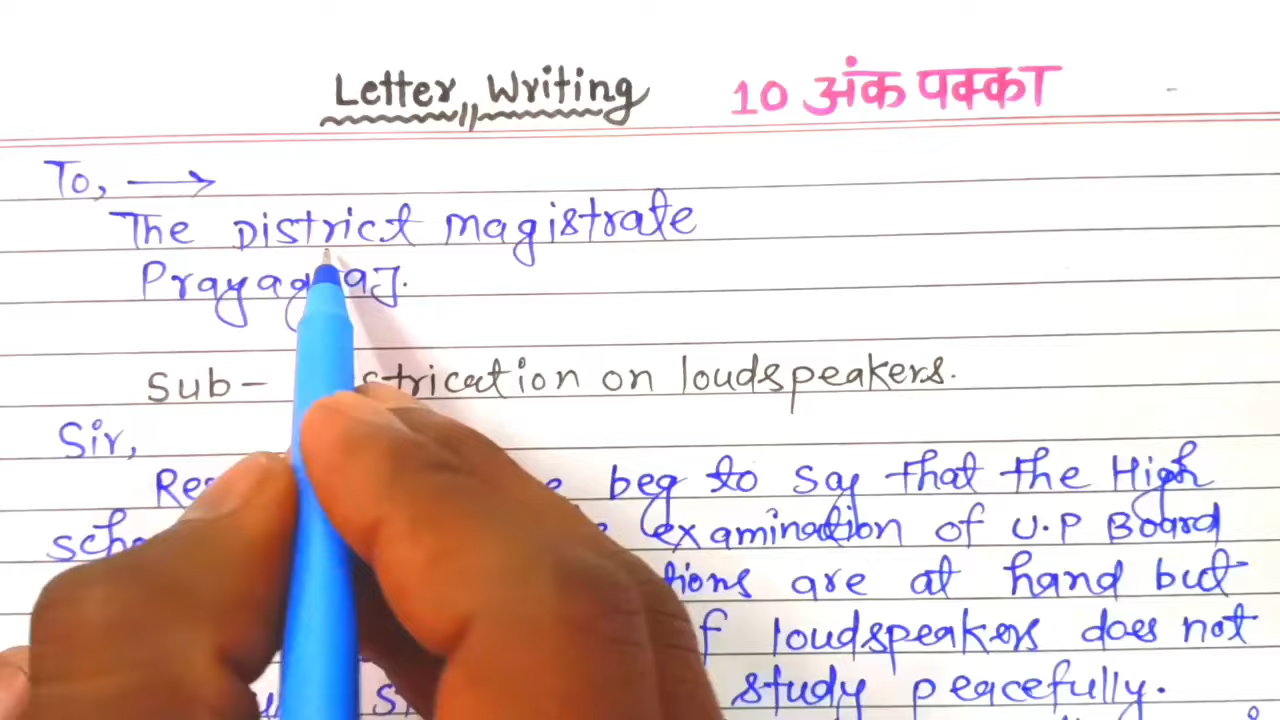 Letter Writing 10 अंक पक्का
To, →
The District magistrate
Prayagraj.
Sub- on loudspeakers.
Sir,
beg to say that the High
examination of U.P Board
are at hand but
loudspeakers does not
study peacefully.